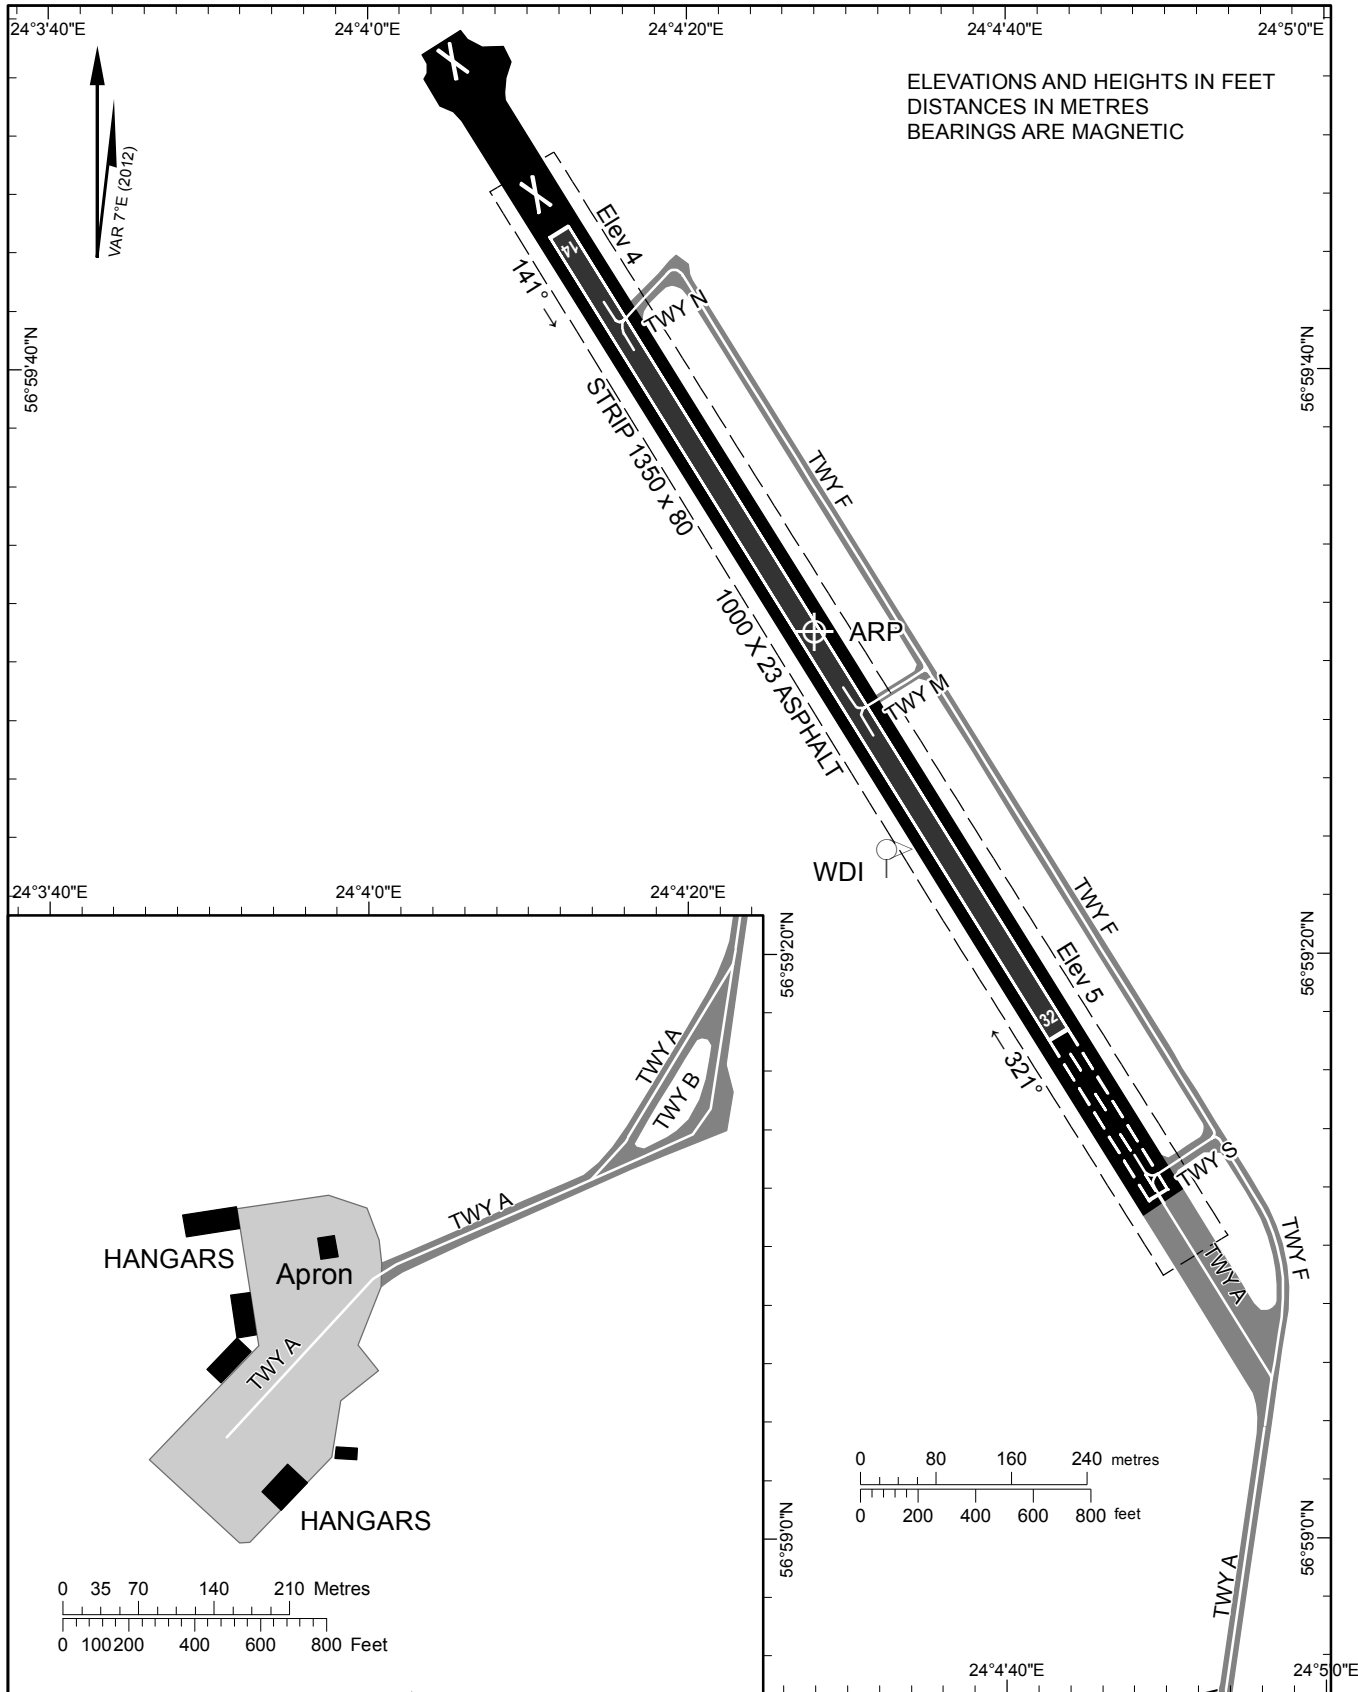 24°3'40"E
24°4'0"E
24°4'20"E
24°4'40"E
24°5'0"E
ELEVATIONS AND HEIGHTS IN FEET
DISTANCES IN METRES
BEARINGS ARE MAGNETIC
VAR 7°E (2012)
X
X
Elev 4
14
141°
TWY N
56°59'40"N
56°59'40"N
STRIP 1350 x 80
TWY F
1000 X 23 ASPHALT
ARP
TWY M
WDI
24°3'40"E
24°4'0"E
24°4'20"E
TWY F
56°59'20"N
56°59'20"N
Elev 5
32
321°
TWY A
TWY B
TWY S
TWY A
TWY F
TWY A
HANGARS
Apron
TWY A
HANGARS
0 80 160 240 metres
0 200 400 600 800 feet
56°59'0"N
56°59'0"N
TWY A
0 35 70 140 210 Metres
0 100 200 400 600 800 Feet
24°4'40"E
24°5'0"E